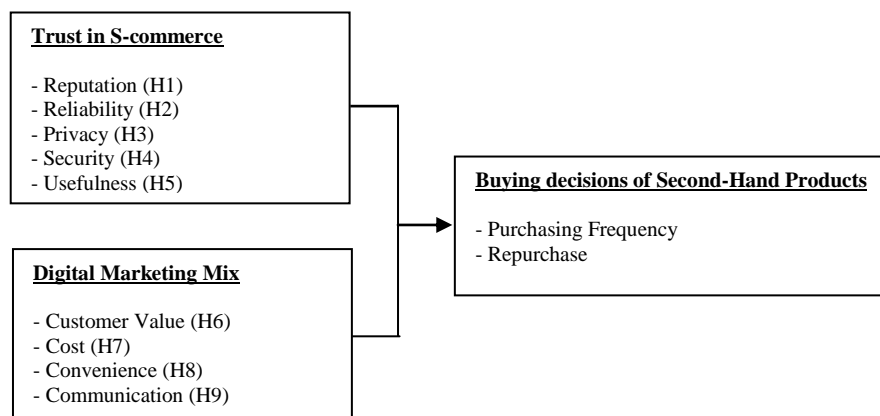 Trust in S-commerce
- Reputation (H1)
- Reliability (H2)
- Privacy (H3)
- Security (H4)
- Usefulness (H5)
Digital Marketing Mix
- Customer Value (H6)
- Cost (H7)
- Convenience (H8)
- Communication (H9)
Buying decisions of Second-Hand Products
- Purchasing Frequency
- Repurchase